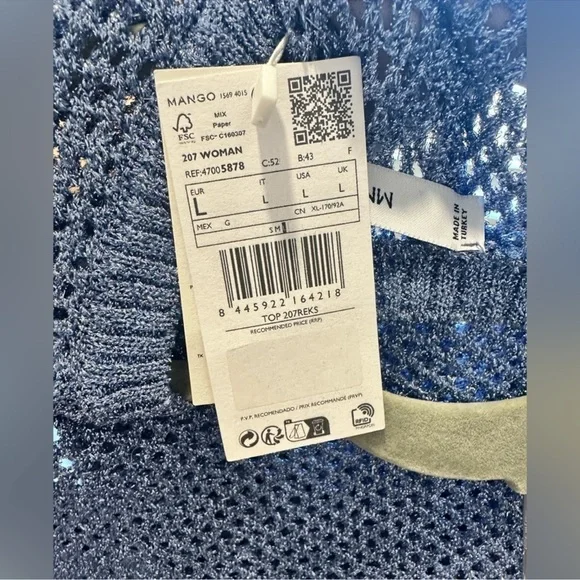 MANGO 1569 4015
FSC
MIX
Paper
FSC® C160307
207 WOMAN C:52 B:43 F
REF:47005878
EUR IT USA UK
L L L L
MEX G CN XL-170/92A
S M
8 445922 164218
TOP 207REKS
RECOMMENDED PRICE (RRP)
P.V.P. RECOMENDADO / PRIX RECOMMANDÉ (PRVP)
RFID
MADE IN
TURKEY